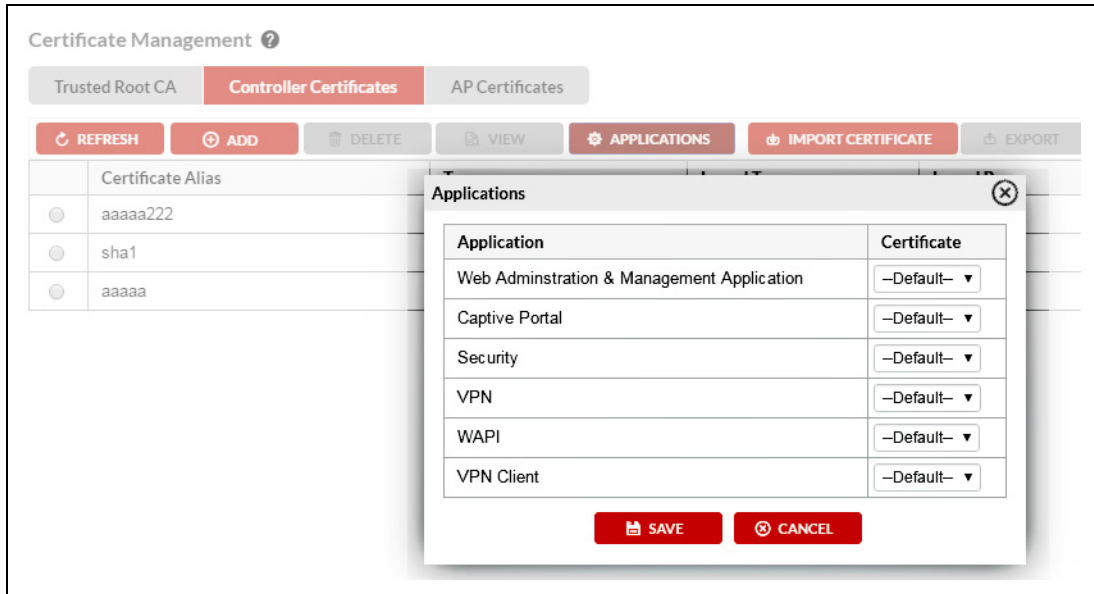 Certificate Management ?
Trusted Root CA Controller Certificates AP Certificates
REFRESH ADD DELETE VIEW APPLICATIONS IMPORT CERTIFICATE EXPORT
Certificate Alias
aaaaa222
sha1
aaaaa
Applications
Application Certificate
Web Adminstration & Management Application --Default--
Captive Portal --Default--
Security --Default--
VPN --Default--
WAPI --Default--
VPN Client --Default--
SAVE CANCEL